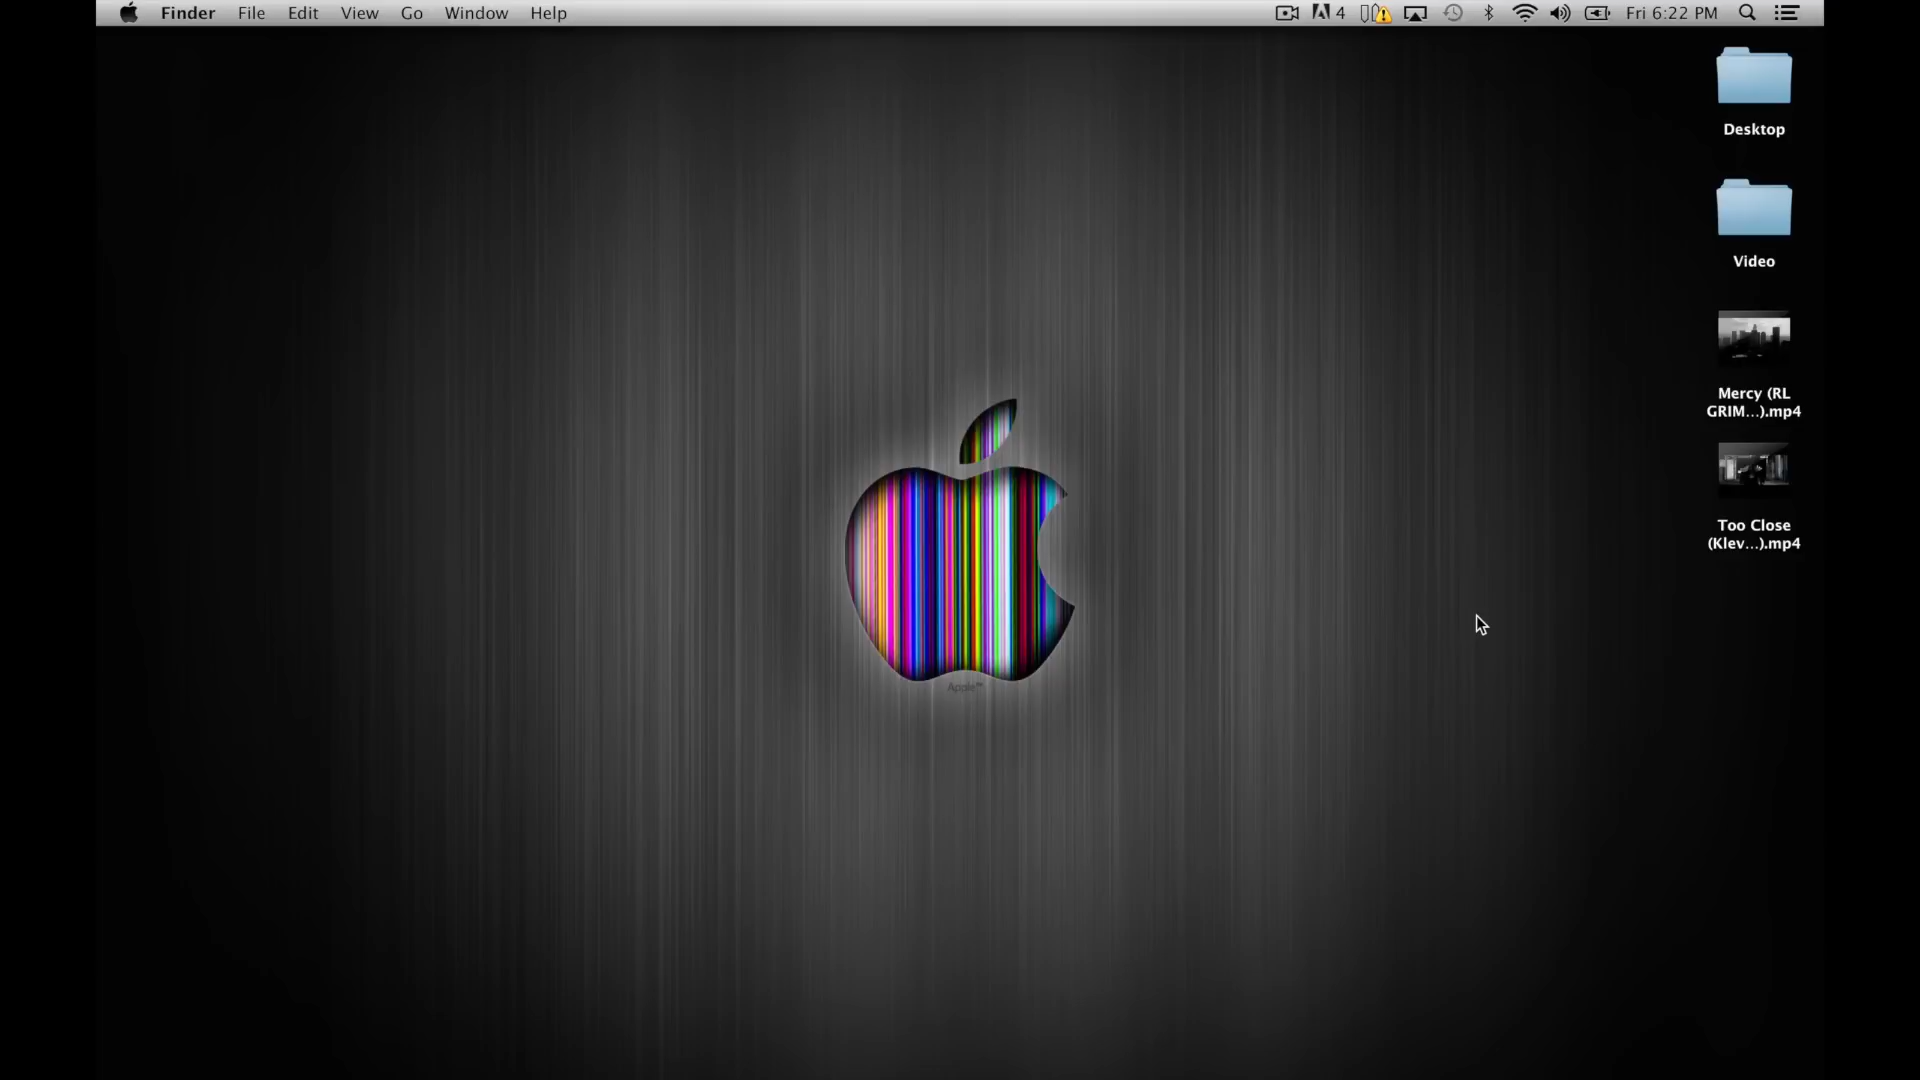 Finder File Edit View Go Window Help 4 Fri 6:22 PM
Desktop
Video
Mercy (RL
GRIM...).mp4
Too Close
(Klev...).mp4
Apple™